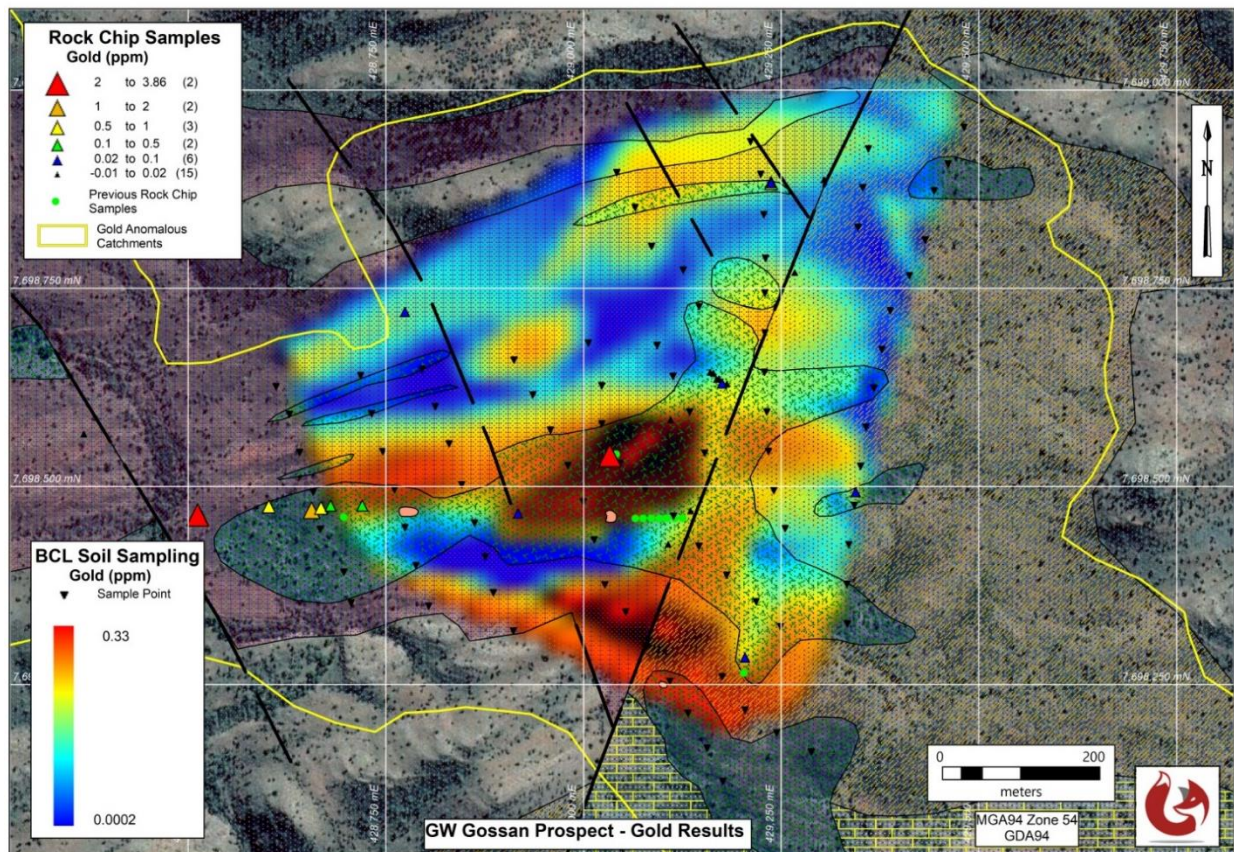 Rock Chip Samples
Gold (ppm)
2 to 3.86 (2)
1 to 2 (2)
0.5 to 1 (3)
0.1 to 0.5 (2)
0.02 to 0.1 (6)
-0.01 to 0.02 (15)
Previous Rock Chip
Samples
Gold Anomalous
Catchments
428,750 mE
429,000 mE
429,250 mE
429,750 mE
7,699,000 mN
N
7,698,750 mN
7,698,500 mN
7,698,250 mN
BCL Soil Sampling
Gold (ppm)
Sample Point
0.33
0.0002
428,750 mE
429,250 mE
GW Gossan Prospect - Gold Results
0 200
meters
MGA94 Zone 54
GDA94